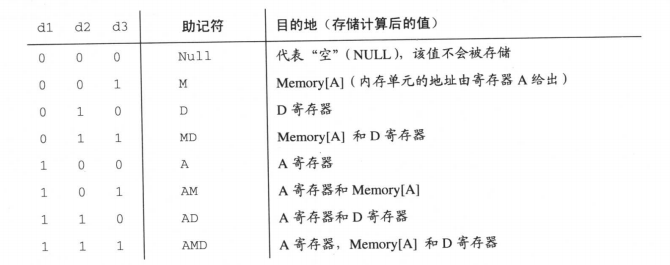 d1 d2 d3 助记符 目的地（存储计算后的值）
0 0 0 Null 代表“空”（NULL），该值不会被存储
0 0 1 M Memory[A]（内存单元的地址由寄存器 A 给出）
0 1 0 D D 寄存器
0 1 1 MD Memory[A] 和 D 寄存器
1 0 0 A A 寄存器
1 0 1 AM A 寄存器和 Memory[A]
1 1 0 AD A 寄存器和 D 寄存器
1 1 1 AMD A 寄存器，Memory[A] 和 D 寄存器